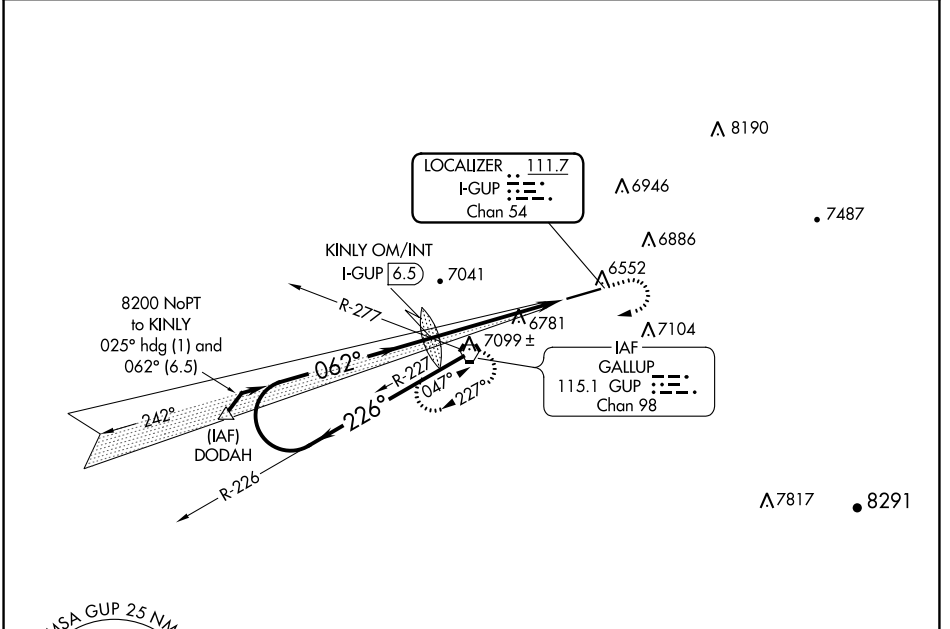 8190
LOCALIZER 111.7
I-GUP
Chan 54
6946
7487
6886
KINLY OM/INT
I-GUP 6.5
7041
6552
R-277
8200 NoPT
to KINLY
025° hdg (1) and
062° (6.5)
6781
7104
7099 ±
062°
R-227
IAF
GALLUP
115.1 GUP
Chan 98
047°
227°
242°
226°
(IAF)
DODAH
R-226
7817
8291
MSA GUP 25 NM